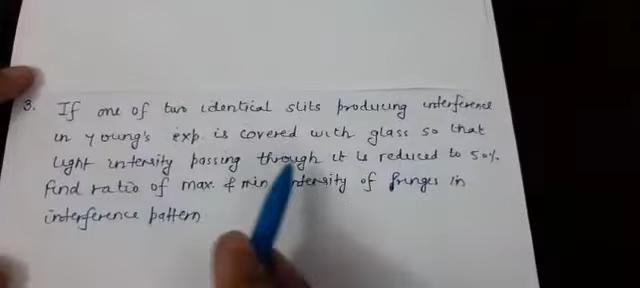 3. If one of two identical slits producing interference
in Young's exp. is covered with glass so that
light intensity passing through it is reduced to 50%.
Find ratio of max. & min. intensity of fringes in
interference pattern